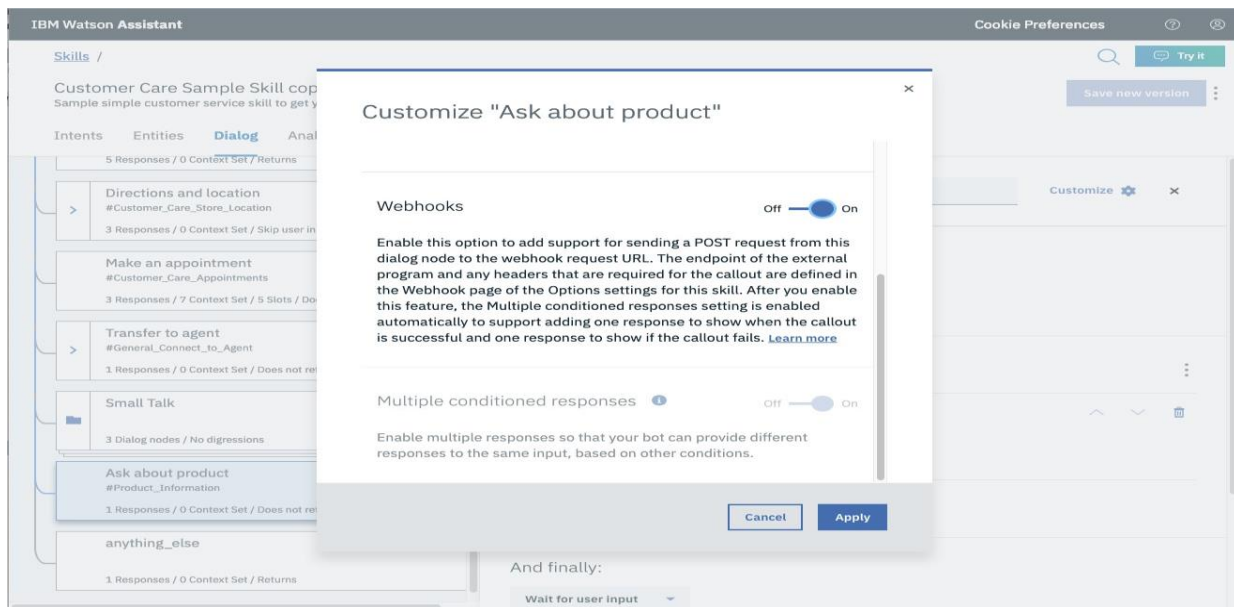 IBM Watson Assistant
Cookie Preferences
Skills /
Try it
Customer Care Sample Skill cop
Sample simple customer service skill to get y
Save new version
Intents Entities Dialog Anal
5 Responses / 0 Context Set / Returns
Directions and location
#Customer_Care_Store_Location
3 Responses / 0 Context Set / Skip user in
Make an appointment
#Customer_Care_Appointments
3 Responses / 7 Context Set / 5 Slots / Do
Transfer to agent
#General_Connect_to_Agent
1 Responses / 0 Context Set / Does not re
Small Talk
3 Dialog nodes / No digressions
Ask about product
#Product_Information
1 Responses / 0 Context Set / Does not re
anything_else
1 Responses / 0 Context Set / Returns
Customize "Ask about product"
Webhooks
Off On
Enable this option to add support for sending a POST request from this
dialog node to the webhook request URL. The endpoint of the external
program and any headers that are required for the callout are defined in
the Webhook page of the Options settings for this skill. After you enable
this feature, the Multiple conditioned responses setting is enabled
automatically to support adding one response to show when the callout
is successful and one response to show if the callout fails. Learn more
Multiple conditioned responses
Off On
Enable multiple responses so that your bot can provide different
responses to the same input, based on other conditions.
Cancel Apply
Customize
And finally:
Wait for user input